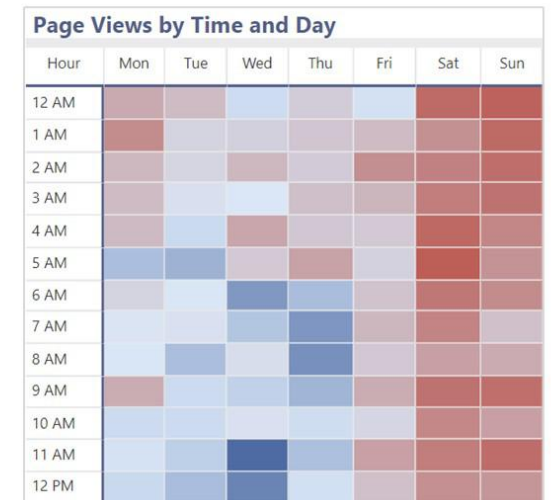 Page Views by Time and Day
Hour Mon Tue Wed Thu Fri Sat Sun
12 AM
1 AM
2 AM
3 AM
4 AM
5 AM
6 AM
7 AM
8 AM
9 AM
10 AM
11 AM
12 PM